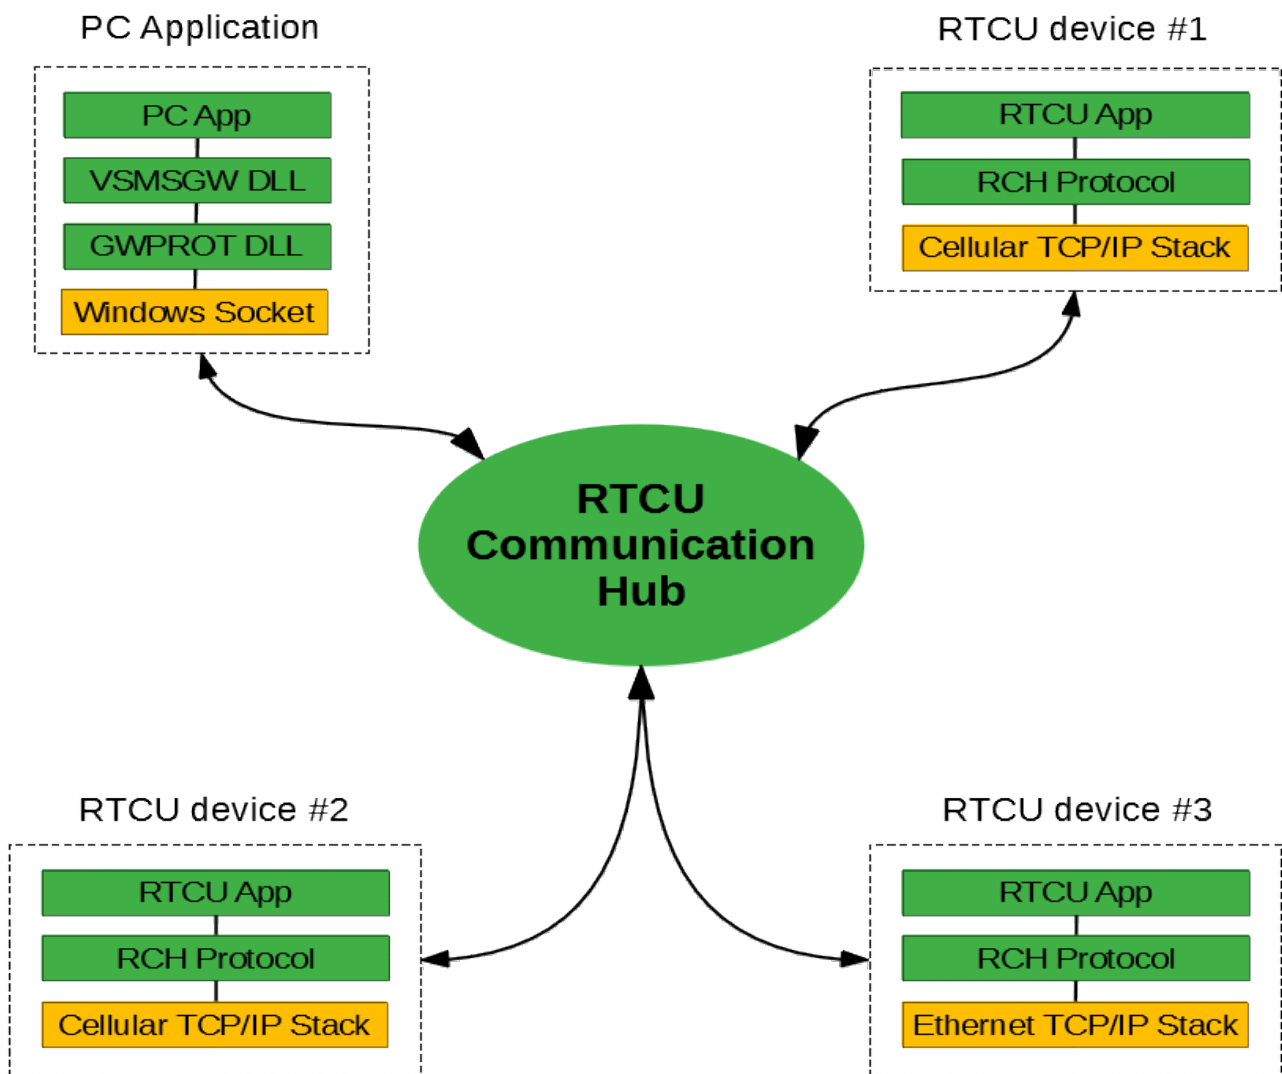 PC Application
PC App
VSMSGW DLL
GWPROT DLL
Windows Socket
RTCU device #1
RTCU App
RCH Protocol
Cellular TCP/IP Stack
RTCU
Communication
Hub
RTCU device #2
RTCU App
RCH Protocol
Cellular TCP/IP Stack
RTCU device #3
RTCU App
RCH Protocol
Ethernet TCP/IP Stack